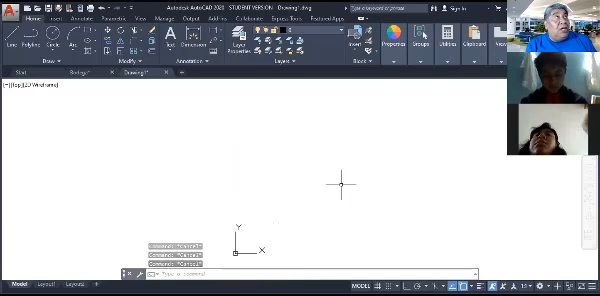 Autodesk AutoCAD 2020 - STUDENT VERSION Drawing1.dwg
Type a keyword or phrase
Sign In
Home Insert Annotate Parametric View Manage Output Add-ins Collaborate Express Tools Featured Apps
Line Polyline Circle Arc Text Dimension Layer Properties Insert Properties Groups Utilities Clipboard View
Draw Modify Annotation Layers Block
Start Drawing1*
[-][Top][2D Wireframe]
Y
X
Command: *Cancel*
Command: *Cancel*
Command: *Cancel*
Type a command
Model Layout1 Layout2
MODEL